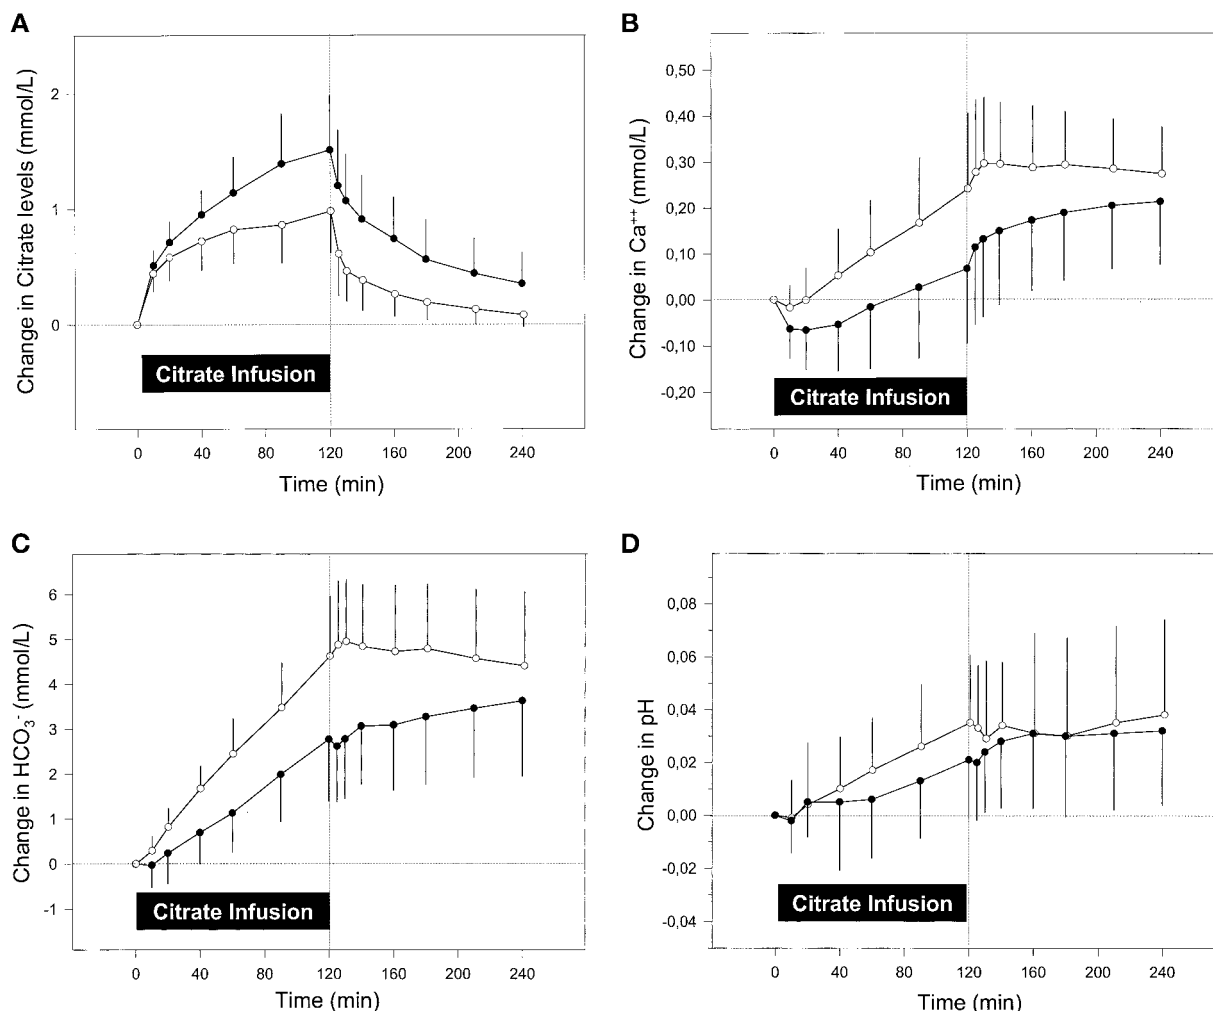 A
Change in Citrate levels (mmol/L)
2
1
0
Citrate Infusion
0 40 80 120 160 200 240
Time (min)
B
Change in Ca++ (mmol/L)
0,50
0,40
0,30
0,20
0,10
0,00
-0,10
-0,20
Citrate Infusion
0 40 80 120 160 200 240
Time (min)
C
Change in HCO3- (mmol/L)
6
5
4
3
2
1
0
-1
Citrate Infusion
0 40 80 120 160 200 240
Time (min)
D
Change in pH
0,08
0,06
0,04
0,02
0,00
-0,02
-0,04
Citrate Infusion
0 40 80 120 160 200 240
Time (min)